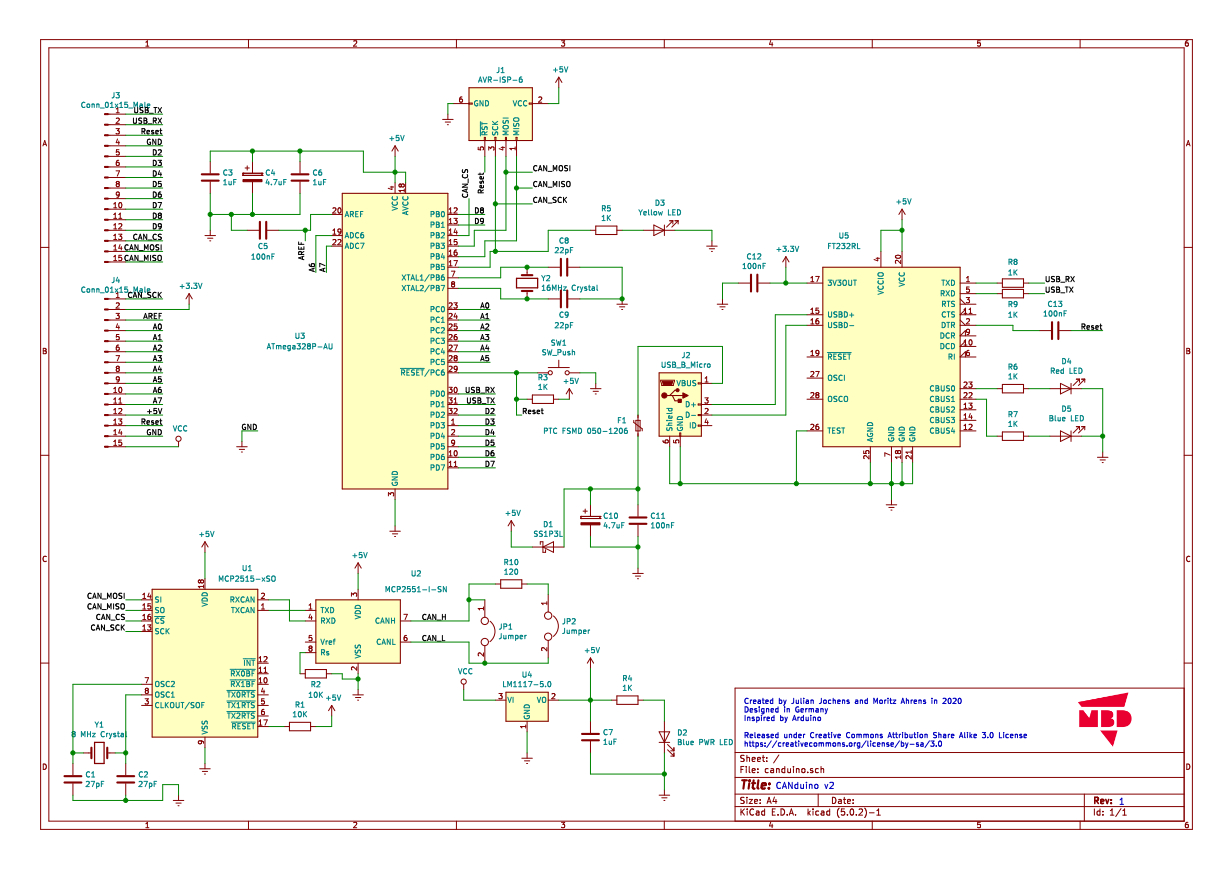 1 2 3 4 5 6
A
B
C
D
J3
Conn_01x15_Male
1 USB_TX
2 USB_RX
3 Reset
4 GND
5 D2
6 D3
7 D4
8 D5
9 D6
10 D7
11 D8
12 D9
13 CAN_CS
14 CAN_MOSI
15 CAN_MISO
J4
Conn_01x15_Male
1 CAN_SCK
2 +3.3V
3 AREF
4 A0
5 A1
6 A2
7 A3
8 A4
9 A5
10 A6
11 A7
12 +5V
13 Reset
14 GND
15
VCC
GND
C3
1uF
C4
4.7uF
C6
1uF
C5
100nF
AREF
A6
A7
+5V
4 18
VCC
AVCC
20 AREF
19 ADC6
22 ADC7
U3
ATmega328P-AU
PB0 12 D8
PB1 13 D9
PB2 14
PB3 15
PB4 16
PB5 17
XTAL1/PB6 7
XTAL2/PB7 8
PC0 23 A0
PC1 24 A1
PC2 25 A2
PC3 26 A3
PC4 27 A4
PC5 28 A5
RESET/PC6 29
PD0 30 USB_RX
PD1 31 USB_TX
PD2 32 D2
PD3 1 D3
PD4 2 D4
PD5 9 D5
PD6 10 D6
PD7 11 D7
GND
3
J1
AVR-ISP-6
+5V
6 GND VCC 2
RST
SCK
MOSI
MISO
5 3 4 1
CAN_CS
Reset
CAN_MOSI
CAN_MISO
CAN_SCK
R5
1K
D3
Yellow LED
C8
22pF
Y2
16MHz Crystal
C9
22pF
SW1
SW_Push
R3
1K
+5V
Reset
F1
PTC FSMD 050-1206
J2
USB_B_Micro
VBUS 1
D+ 3
D- 2
ID 4
Shield
GND
6 5
C12
100nF
+3.3V
+5V
U5
FT232RL
4 20
VCCIO
VCC
17 3V3OUT
15 USBD+
16 USBD-
19 RESET
27 OSCI
28 OSCO
26 TEST
TXD 1
RXD 5
RTS 3
CTS 11
DTR 2
DCR 9
DCD 10
RI 6
CBUS0 23
CBUS1 22
CBUS2 13
CBUS3 14
CBUS4 12
AGND
GND
GND
GND
25 7 18 21
R8
1K
USB_RX
USB_TX
R9
1K
C13
100nF
Reset
R6
1K
D4
Red LED
R7
1K
D5
Blue LED
+5V
D1
SS1P3L
C10
4.7uF
C11
100nF
+5V
U1
MCP2515-xSO
CAN_MOSI 14 SI
CAN_MISO 15 SO
CAN_CS 16 CS
CAN_SCK 13 SCK
18
VDD
RXCAN 2
TXCAN 1
INT 12
RX0BF 11
RX1BF 10
TX0RTS 4
TX1RTS 5
TX2RTS 6
RESET 17
7 OSC2
8 OSC1
3 CLKOUT/SOF
VSS
9
Y1
8 MHz Crystal
C1
27pF
C2
27pF
R1
10K
+5V
+5V
U2
MCP2551-I-SN
3
VDD
1 TXD
4 RXD
5 Vref
8 Rs
CANH 7 CAN_H
CANL 6 CAN_L
VSS
2
R2
10K
R10
120
1
JP1
Jumper
2
1
JP2
Jumper
2
VCC
U4
LM1117-5.0
3 VI VO 2
GND
1
+5V
R4
1K
C7
1uF
D2
Blue PWR LED
Created by Julian Jochens and Moritz Ahrens in 2020
Designed in Germany
Inspired by Arduino
Released under Creative Commons Attribution Share Alike 3.0 License
https://creativecommons.org/license/by-sa/3.0
NBD
Sheet: /
File: canduino.sch
Title: CANduino v2
Size: A4 Date: Rev: 1
KiCad E.D.A. kicad (5.0.2)-1 Id: 1/1
1 2 3 4 5 6
A
B
C
D